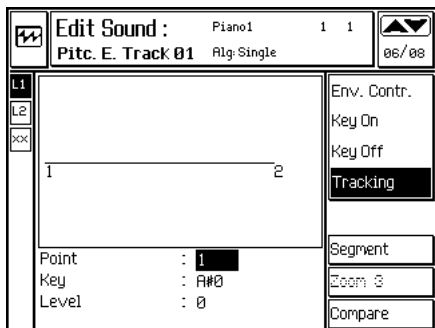 Edit Sound : Piano1 1 1
Pitc. E. Track 01 Alg: Single 06/08
L1
L2
xx
Env. Contr.
Key On
Key Off
Tracking
1 2
Segment
Zoom 3
Compare
Point : 1
Key : A#0
Level : 0